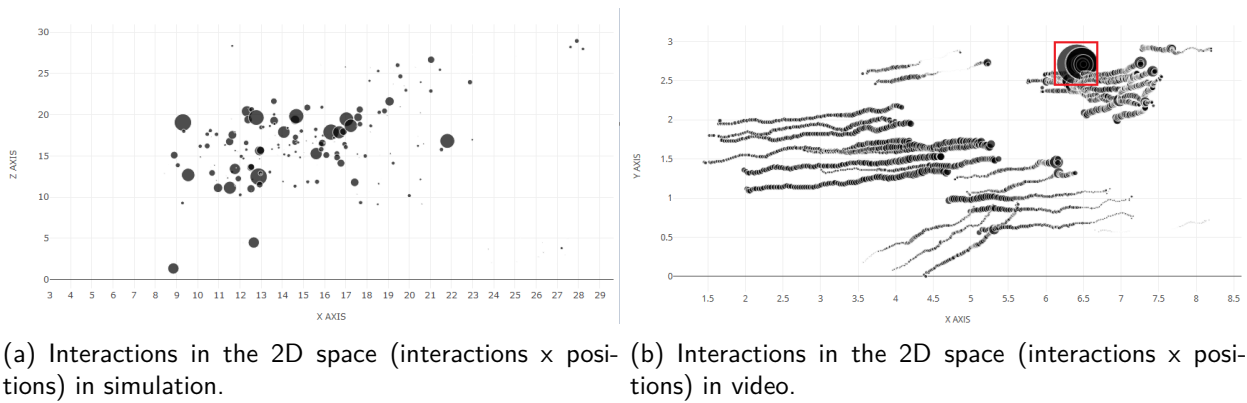 30
25
20
15
10
5
0
Z AXIS
3 4 5 6 7 8 9 10 11 12 13 14 15 16 17 18 19 20 21 22 23 24 25 26 27 28 29
X AXIS
(a) Interactions in the 2D space (interactions x posi-
tions) in simulation.
3
2.5
2
1.5
1
0.5
0
Y AXIS
1.5 2 2.5 3 3.5 4 4.5 5 5.5 6 6.5 7 7.5 8 8.5
X AXIS
(b) Interactions in the 2D space (interactions x posi-
tions) in video.